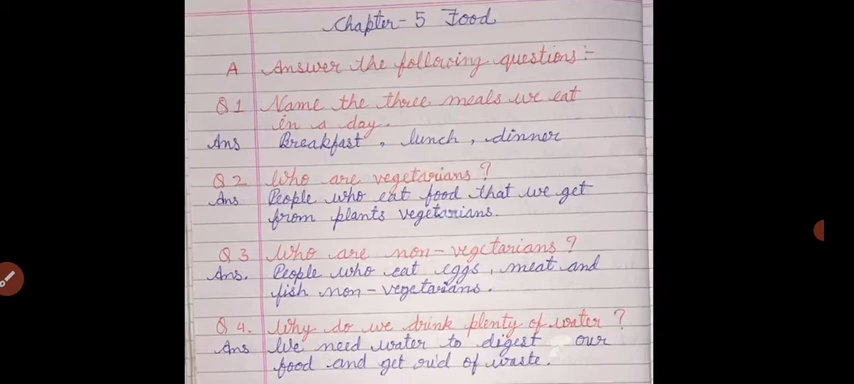 Chapter - 5 Food
A Answer the following questions :-
Q 1 Name the three meals we eat
in a day.
Ans Breakfast, lunch, dinner
Q 2 Who are vegetarians ?
Ans People who eat food that we get
from plants vegetarians.
Q 3 Who are non-vegetarians ?
Ans. People who eat eggs, meat and
fish non-vegetarians.
Q 4. Why do we drink plenty of water ?
Ans We need water to digest our
food and get rid of waste.